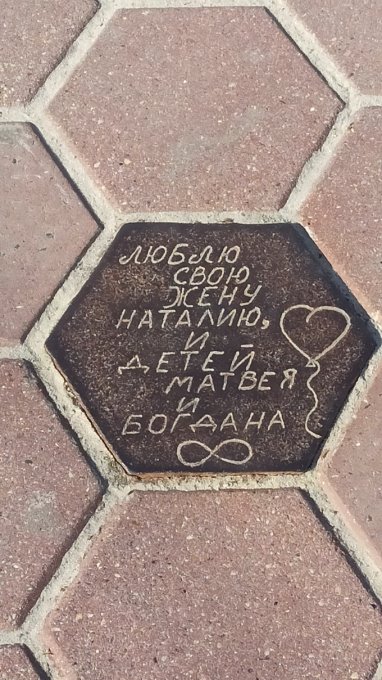 ЛЮБЛЮ
СВОЮ
ЖЕНУ
НАТАЛИЮ,
И
ДЕТЕЙ
МАТВЕЯ
И
БОГДАНА